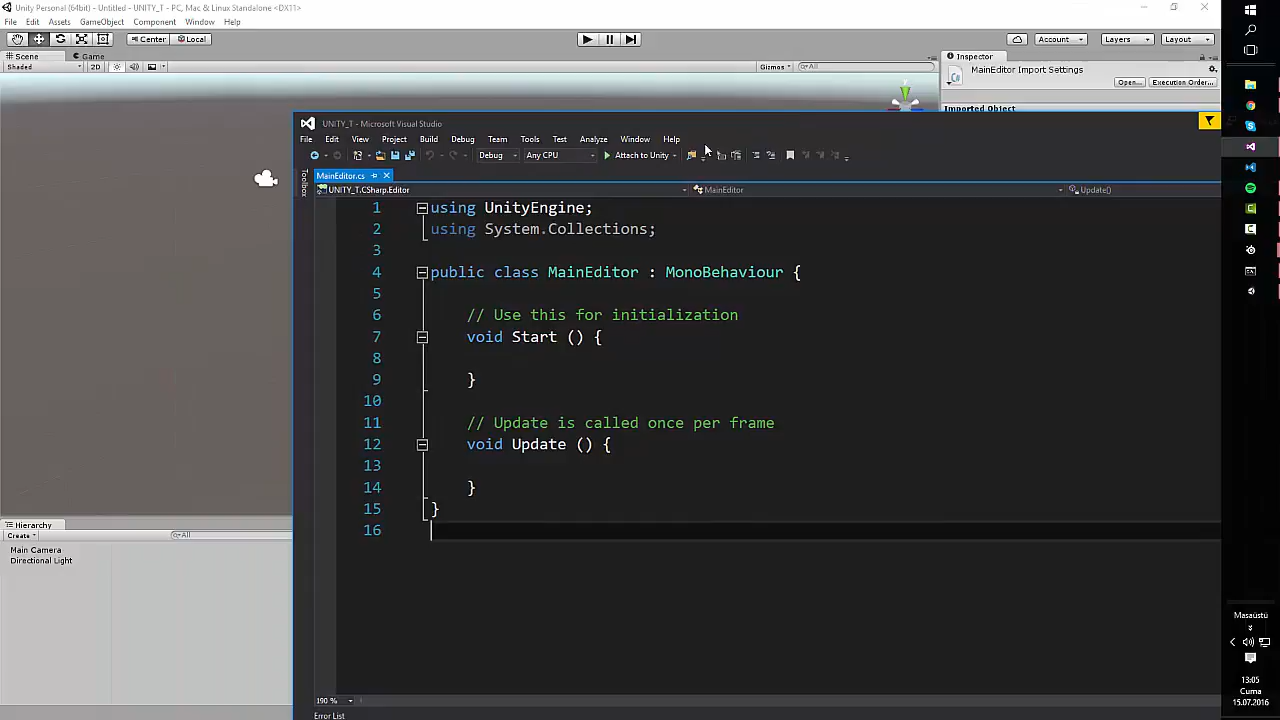 Unity Personal (64bit) - Untitled - UNITY_T - PC, Mac & Linux Standalone <DX11>
File Edit Assets GameObject Component Window Help
Center Local Account Layers Layout
Scene Game Inspector
Shaded 2D Gizmos All
MainEditor Import Settings
Open... Execution Order...
Imported Object
UNITY_T - Microsoft Visual Studio
File Edit View Project Build Debug Team Tools Test Analyze Window Help
Debug Any CPU Attach to Unity
Toolbox
MainEditor.cs
UNITY_T.CSharp.Editor MainEditor Update()
1 using UnityEngine;
2 using System.Collections;
3
4 public class MainEditor : MonoBehaviour {
5
6 // Use this for initialization
7 void Start () {
8
9 }
10
11 // Update is called once per frame
12 void Update () {
13
14 }
15 }
16
190 %
Error List
Hierarchy
Create All
Main Camera
Directional Light
Masaüstü
13:05
Cuma
15.07.2016